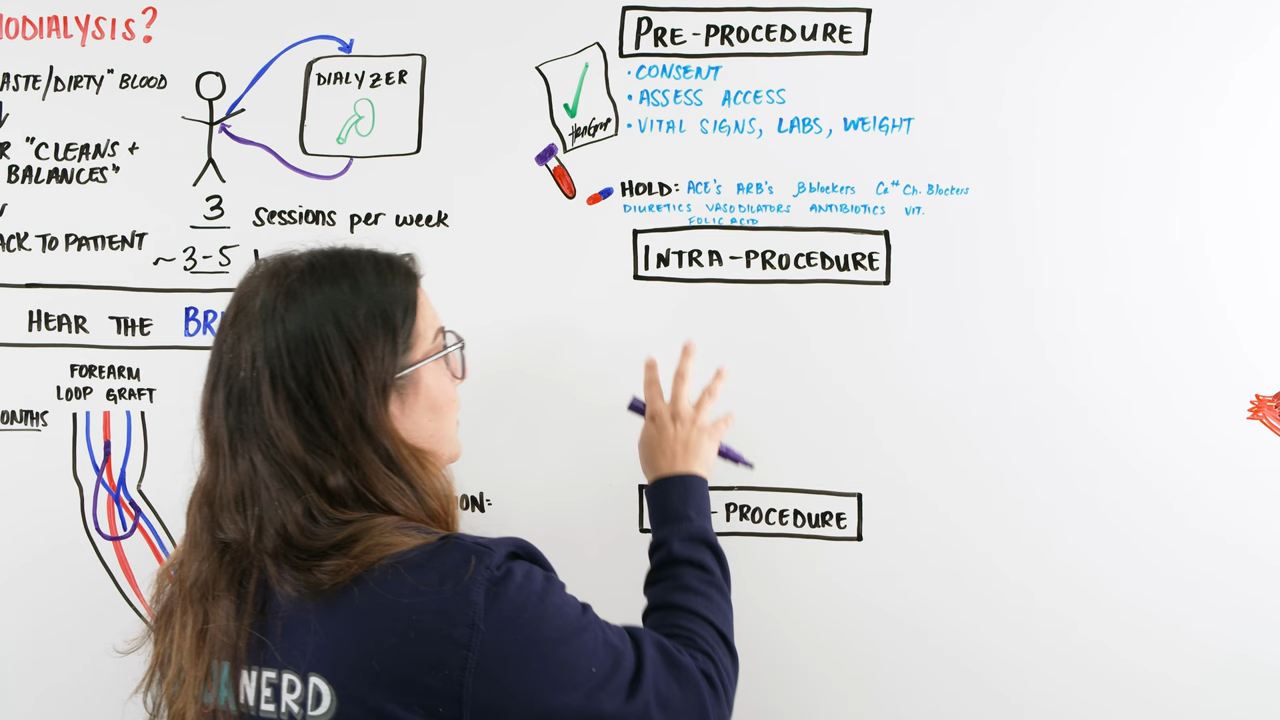 ODIALYSIS?
ASTE/DIRTY" BLOOD
R "CLEANS +
BALANCES"
ACK TO PATIENT
DIALYZER
3 sessions per week
~3-5
HEAR THE BR
FOREARM
LOOP GRAFT
ONTHS
ION:
PRE-PROCEDURE
• CONSENT
• ASSESS ACCESS
• VITAL SIGNS, LABS, WEIGHT
HOLD: ACE's ARB's βblockers Ca++ Ch. Blockers
DIURETICS VASODILATORS ANTIBIOTICS VIT.
FOLIC ACID
INTRA-PROCEDURE
- PROCEDURE
NERD